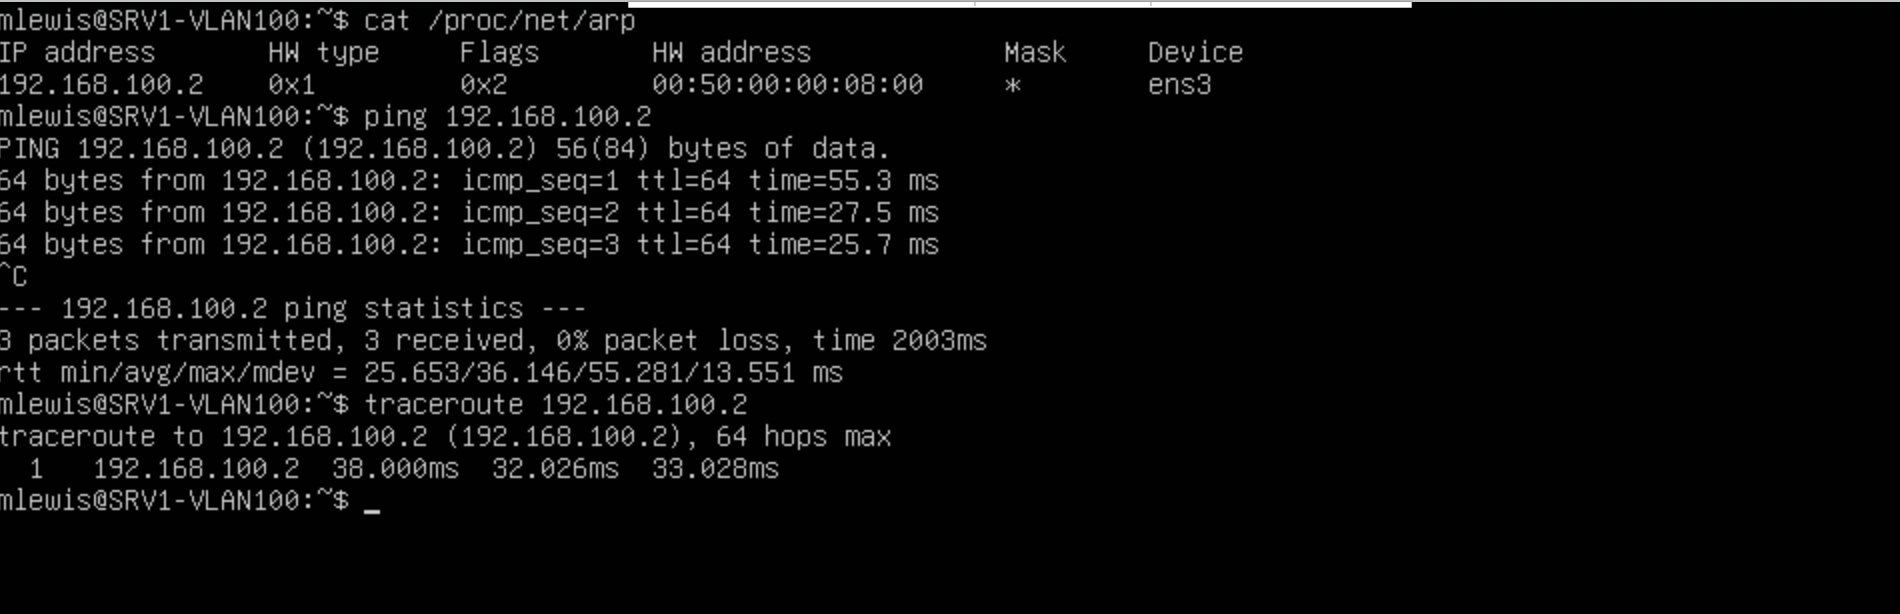 mlewis@SRV1-VLAN100:~$ cat /proc/net/arp
IP address       HW type     Flags       HW address            Mask     Device
192.168.100.2    0x1         0x2         00:50:00:00:08:00     *        ens3
mlewis@SRV1-VLAN100:~$ ping 192.168.100.2
PING 192.168.100.2 (192.168.100.2) 56(84) bytes of data.
64 bytes from 192.168.100.2: icmp_seq=1 ttl=64 time=55.3 ms
64 bytes from 192.168.100.2: icmp_seq=2 ttl=64 time=27.5 ms
64 bytes from 192.168.100.2: icmp_seq=3 ttl=64 time=25.7 ms
^C
--- 192.168.100.2 ping statistics ---
3 packets transmitted, 3 received, 0% packet loss, time 2003ms
rtt min/avg/max/mdev = 25.653/36.146/55.281/13.551 ms
mlewis@SRV1-VLAN100:~$ traceroute 192.168.100.2
traceroute to 192.168.100.2 (192.168.100.2), 64 hops max
  1   192.168.100.2  38.000ms  32.026ms  33.028ms
mlewis@SRV1-VLAN100:~$ _